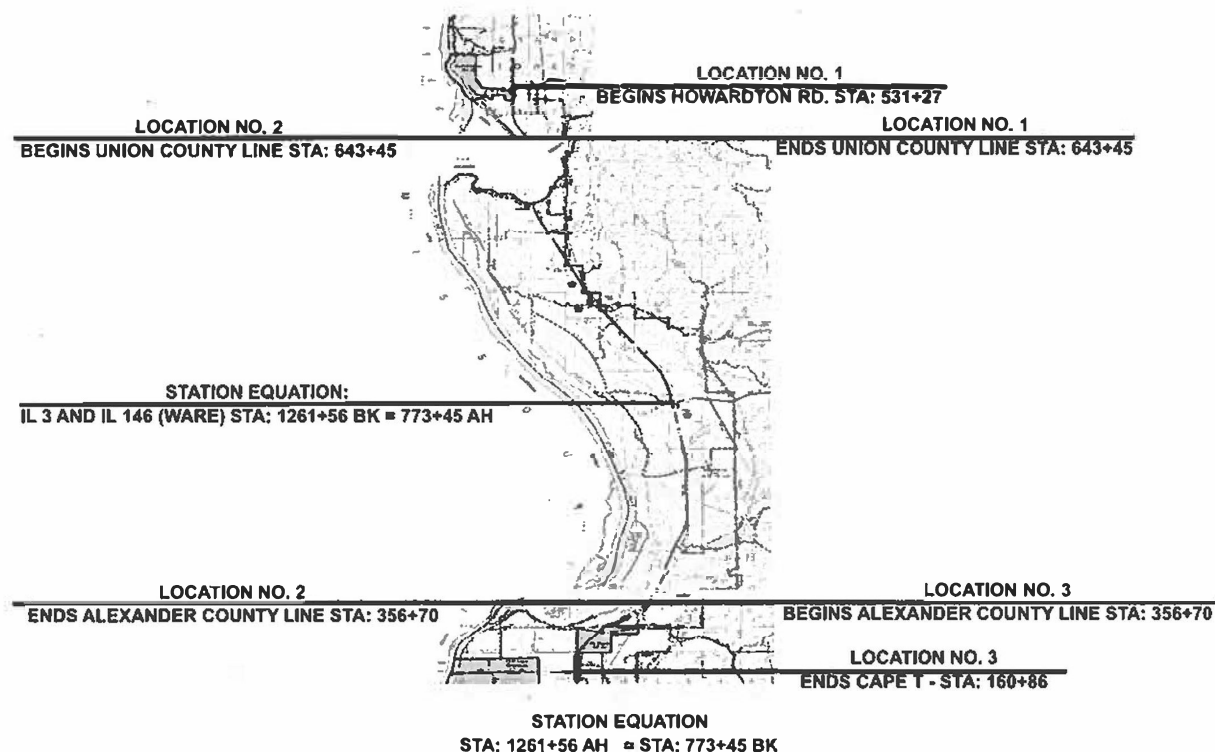 LOCATION NO. 1
BEGINS HOWARDTON RD. STA: 531+27
LOCATION NO. 2
BEGINS UNION COUNTY LINE STA: 643+45
LOCATION NO. 1
ENDS UNION COUNTY LINE STA: 643+45
STATION EQUATION:
IL 3 AND IL 146 (WARE) STA: 1261+56 BK = 773+45 AH
LOCATION NO. 2
ENDS ALEXANDER COUNTY LINE STA: 356+70
LOCATION NO. 3
BEGINS ALEXANDER COUNTY LINE STA: 356+70
LOCATION NO. 3
ENDS CAPE T - STA: 160+86
STATION EQUATION
STA: 1261+56 AH = STA: 773+45 BK